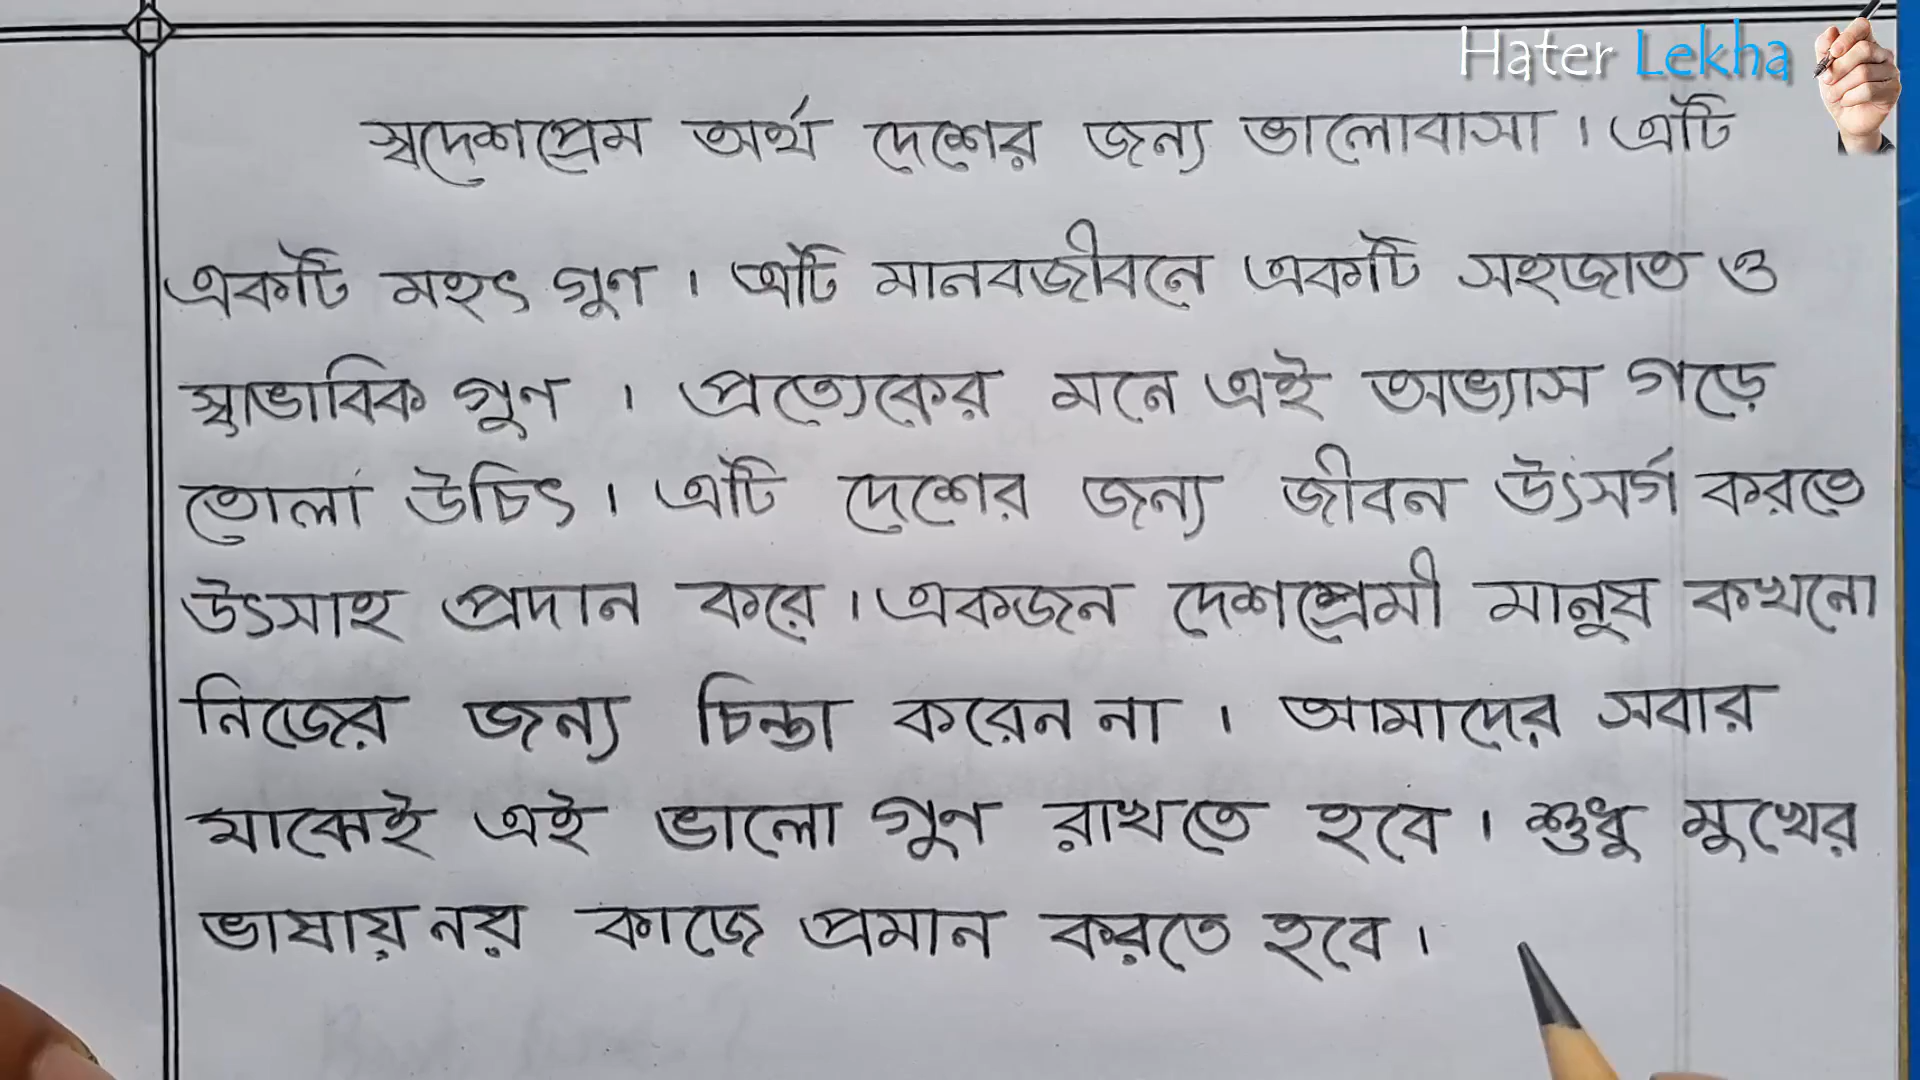 Hater Lekha
স্বদেশপ্রেম অর্থ দেশের জন্য ভালোবাসা। এটি
একটি মহৎ গুণ। এটি মানবজীবনে একটি সহজাত ও
স্বাভাবিক গুণ। প্রত্যেকের মনে এই অভ্যাস গড়ে
তোলা উচিৎ। এটি দেশের জন্য জীবন উৎসর্গ করতে
উৎসাহ প্রদান করে। একজন দেশপ্রেমী মানুষ কখনো
নিজের জন্য চিন্তা করেন না। আমাদের সবার
মাঝেই এই ভালো গুন রাখতে হবে। শুধু মুখের
ভাষায় নয় কাজে প্রমান করতে হবে।